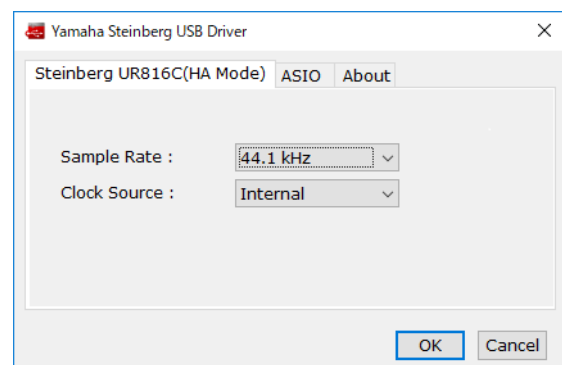 Yamaha Steinberg USB Driver
Steinberg UR816C(HA Mode) ASIO About
Sample Rate : 44.1 kHz
Clock Source : Internal
OK Cancel